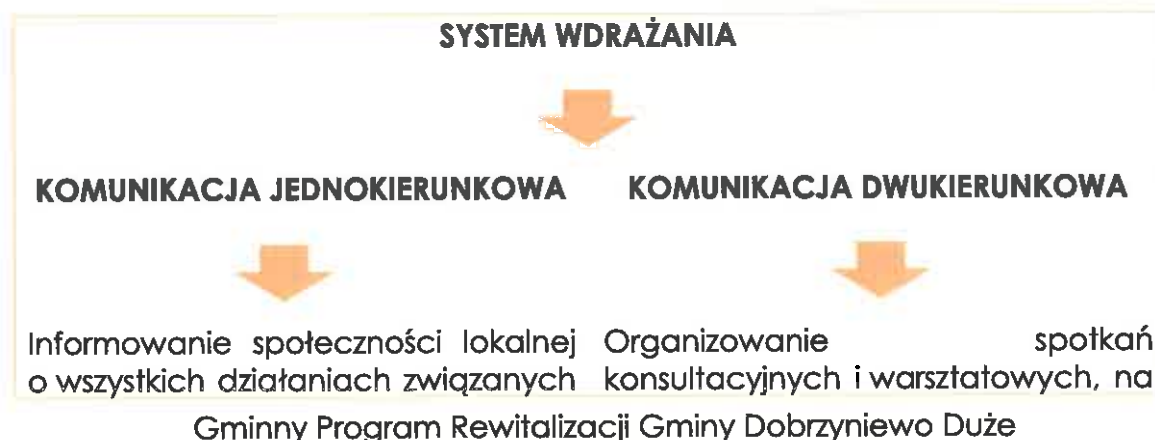 SYSTEM WDRAŻANIA
KOMUNIKACJA JEDNOKIERUNKOWA
KOMUNIKACJA DWUKIERUNKOWA
Informowanie społeczności lokalnej
o wszystkich działaniach związanych
Organizowanie spotkań
konsultacyjnych i warsztatowych, na
Gminny Program Rewitalizacji Gminy Dobrzyniewo Duże